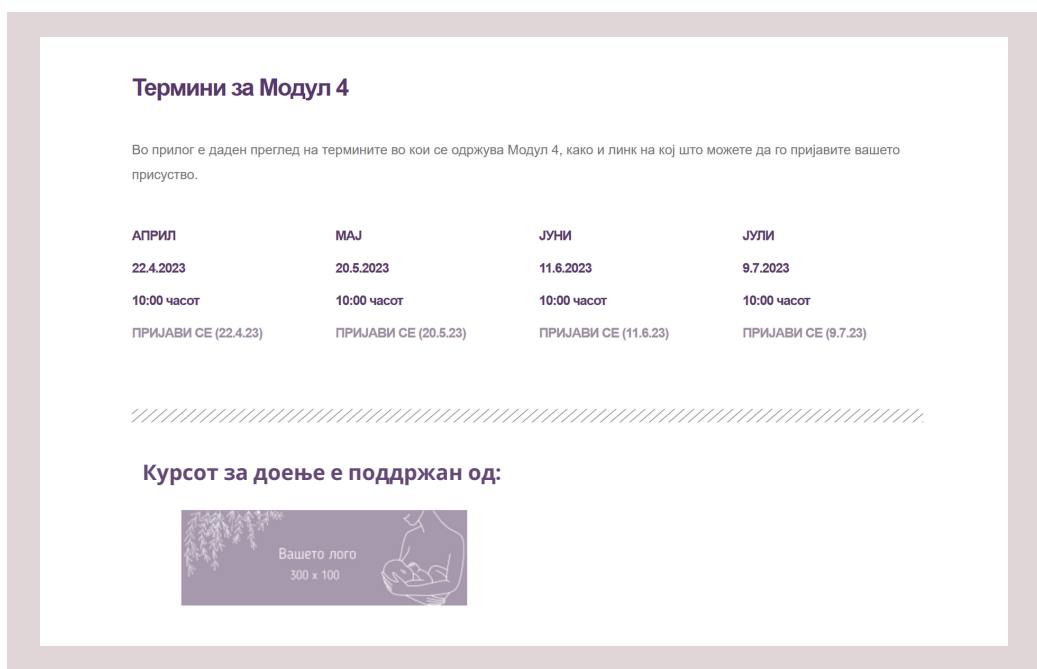 Термини за Модул 4
Во прилог е даден преглед на термините во кои се одржува Модул 4, како и линк на кој што можете да го пријавите вашето
присуство.
АПРИЛ
22.4.2023
10:00 часот
ПРИЈАВИ СЕ (22.4.23)
МАЈ
20.5.2023
10:00 часот
ПРИЈАВИ СЕ (20.5.23)
ЈУНИ
11.6.2023
10:00 часот
ПРИЈАВИ СЕ (11.6.23)
ЈУЛИ
9.7.2023
10:00 часот
ПРИЈАВИ СЕ (9.7.23)
Курсот за доење е поддржан од:
Вашето лого
300 x 100